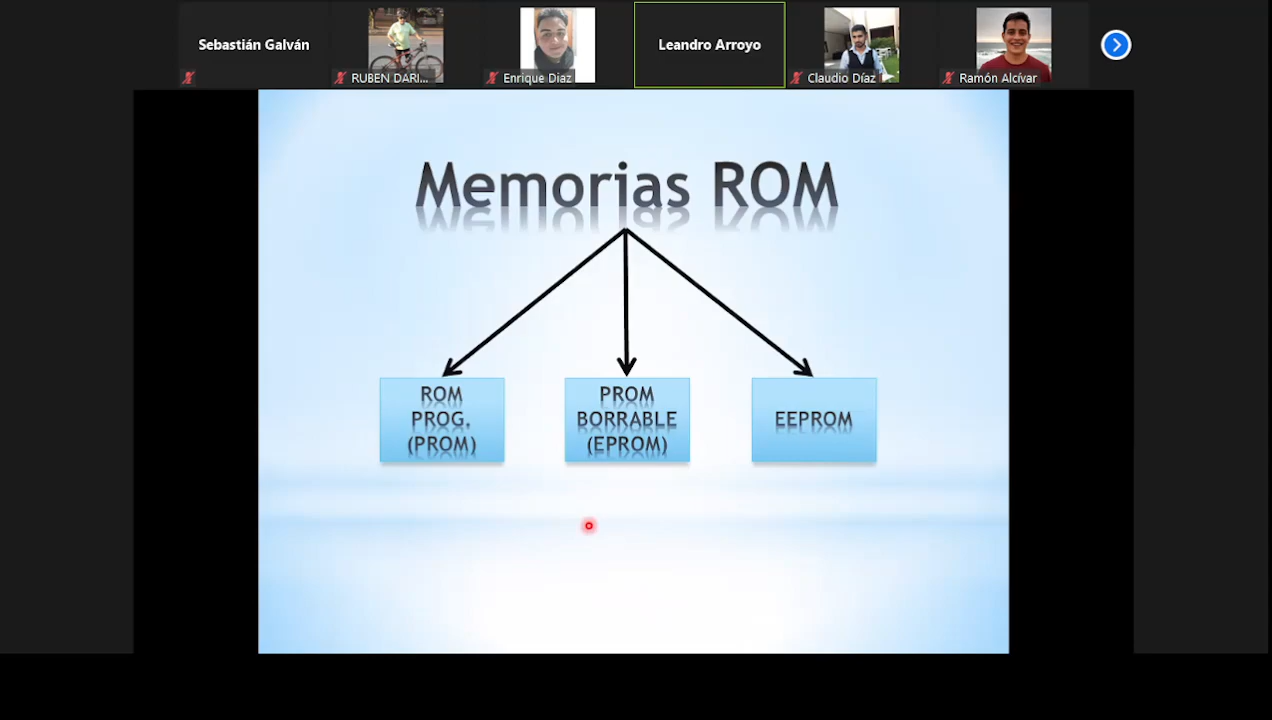 Sebastián Galván
RUBEN DARI...
Enrique Diaz
Leandro Arroyo
Claudio Díaz
Ramón Alcívar
Memorias ROM
ROM
PROG.
(PROM)
PROM
BORRABLE
(EPROM)
EEPROM